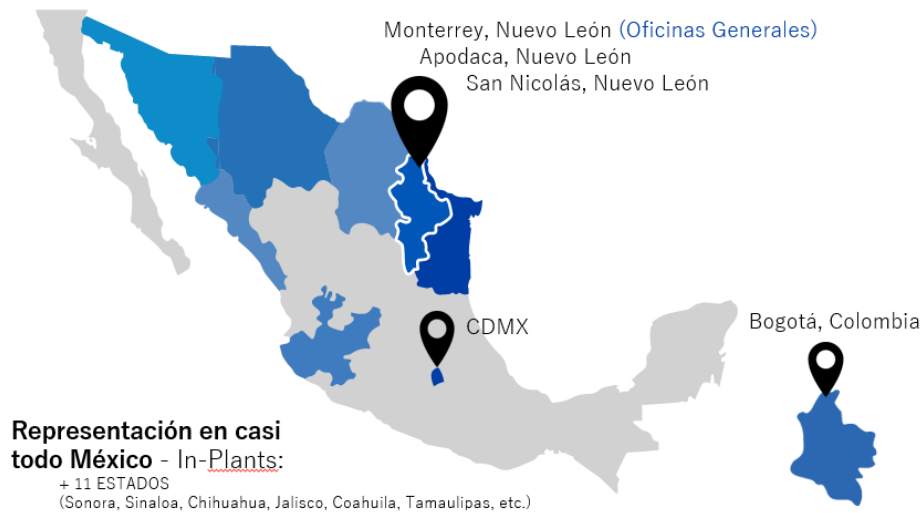 Monterrey, Nuevo León (Oficinas Generales)
Apodaca, Nuevo León
San Nicolás, Nuevo León
CDMX
Bogotá, Colombia
Representación en casi
todo México - In-Plants:
+ 11 ESTADOS
(Sonora, Sinaloa, Chihuahua, Jalisco, Coahuila, Tamaulipas, etc.)